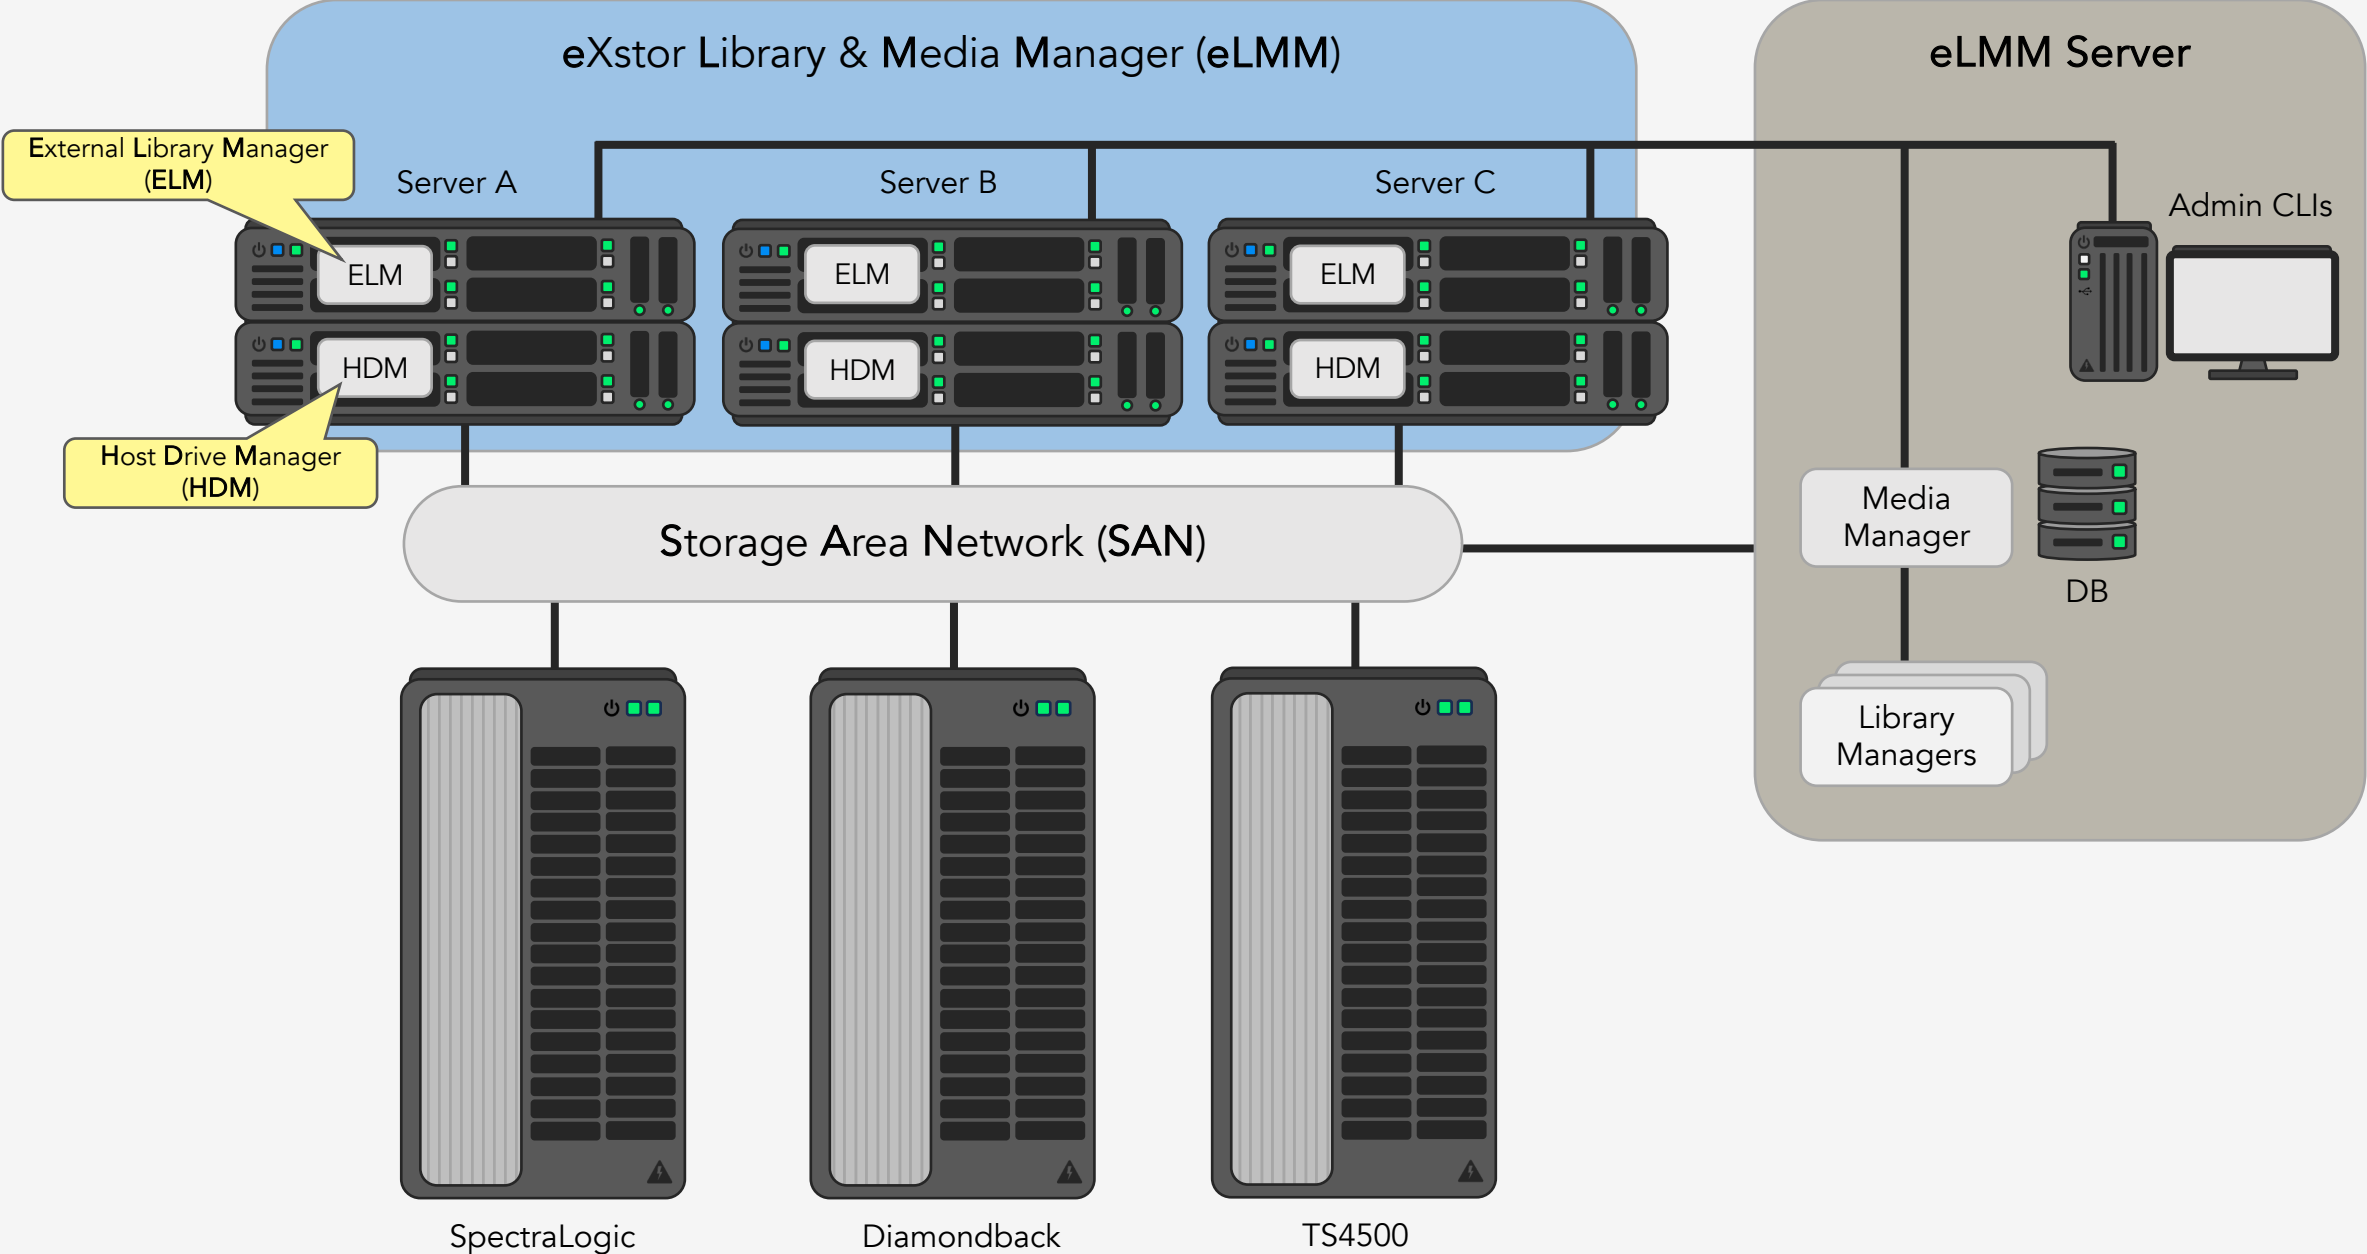 eXstor Library & Media Manager (eLMM)
eLMM Server
External Library Manager
(ELM)
Server A
Server B
Server C
Admin CLIs
ELM
ELM
ELM
HDM
HDM
HDM
Host Drive Manager
(HDM)
Storage Area Network (SAN)
Media
Manager
DB
Library
Managers
SpectraLogic
Diamondback
TS4500